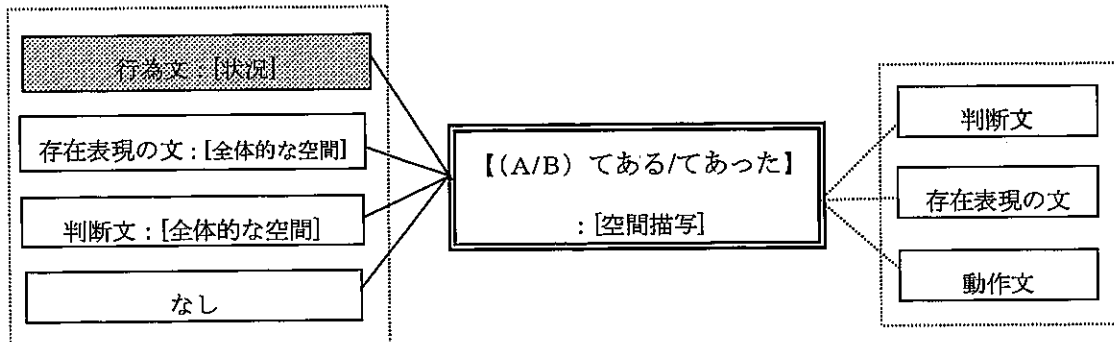 行為文：[状況]
存在表現の文：[全体的な空間]
判断文：[全体的な空間]
なし
【(A/B) てある/てあった】
：[空間描写]
判断文
存在表現の文
動作文